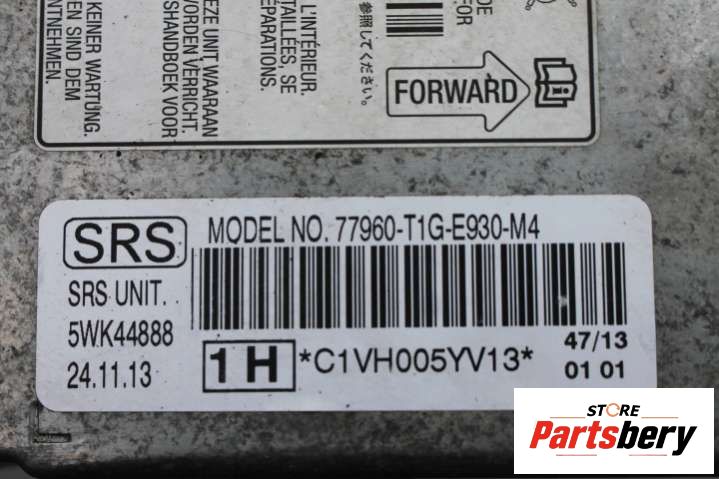 KEINER WARTUNG.
EN SIND DEM
NTNEHMEN.
EZE UNIT WAARAAN
VORDEN VERRICHT.
SHANDBOEK VOOR
L'INTÉRIEUR.
TAILLÉES, SE
ÉPARATIONS.
参照してください。
DE
FOR
FORWARD
SRS
MODEL NO. 77960-T1G-E930-M4
SRS UNIT.
5WK44888
24.11.13
1H
*C1VH005YV13*
47/13
01 01
STORE
Partsbery